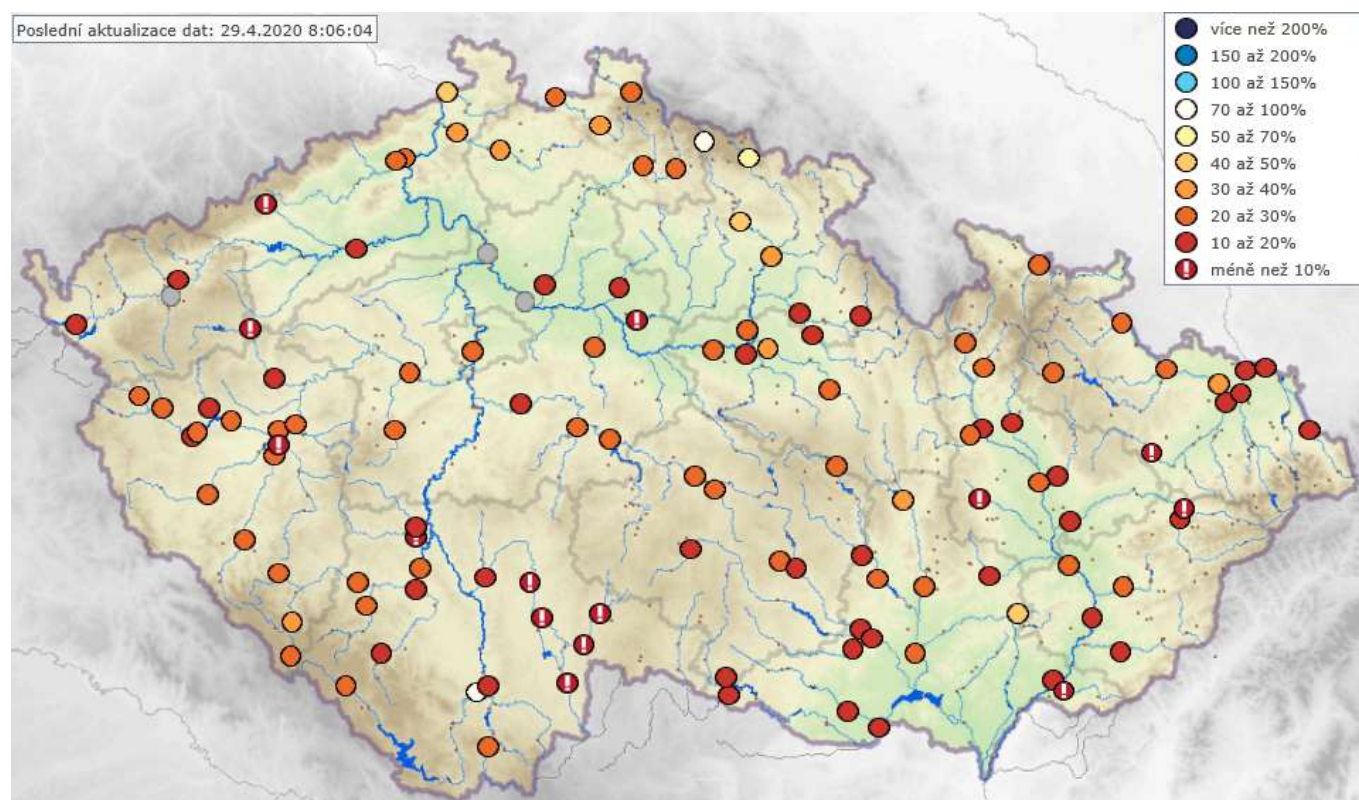 Poslední aktualizace dat: 29.4.2020 8:06:04
více než 200%
150 až 200%
100 až 150%
70 až 100%
50 až 70%
40 až 50%
30 až 40%
20 až 30%
10 až 20%
méně než 10%